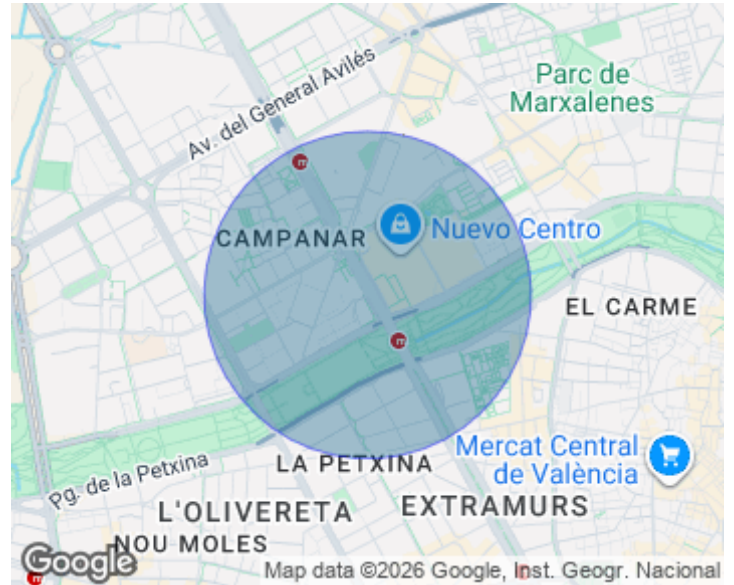 Parc de
Marxalenes
Av. del General Avilés
m
CAMPANAR
Nuevo Centro
EL CARME
m
Mercat Central
de València
LA PETXINA
Pg. de la Petxina
L'OLIVERETA
EXTRAMURS
NOU MOLES
Google
m
Map data ©2026 Google, Inst. Geogr. Nacional